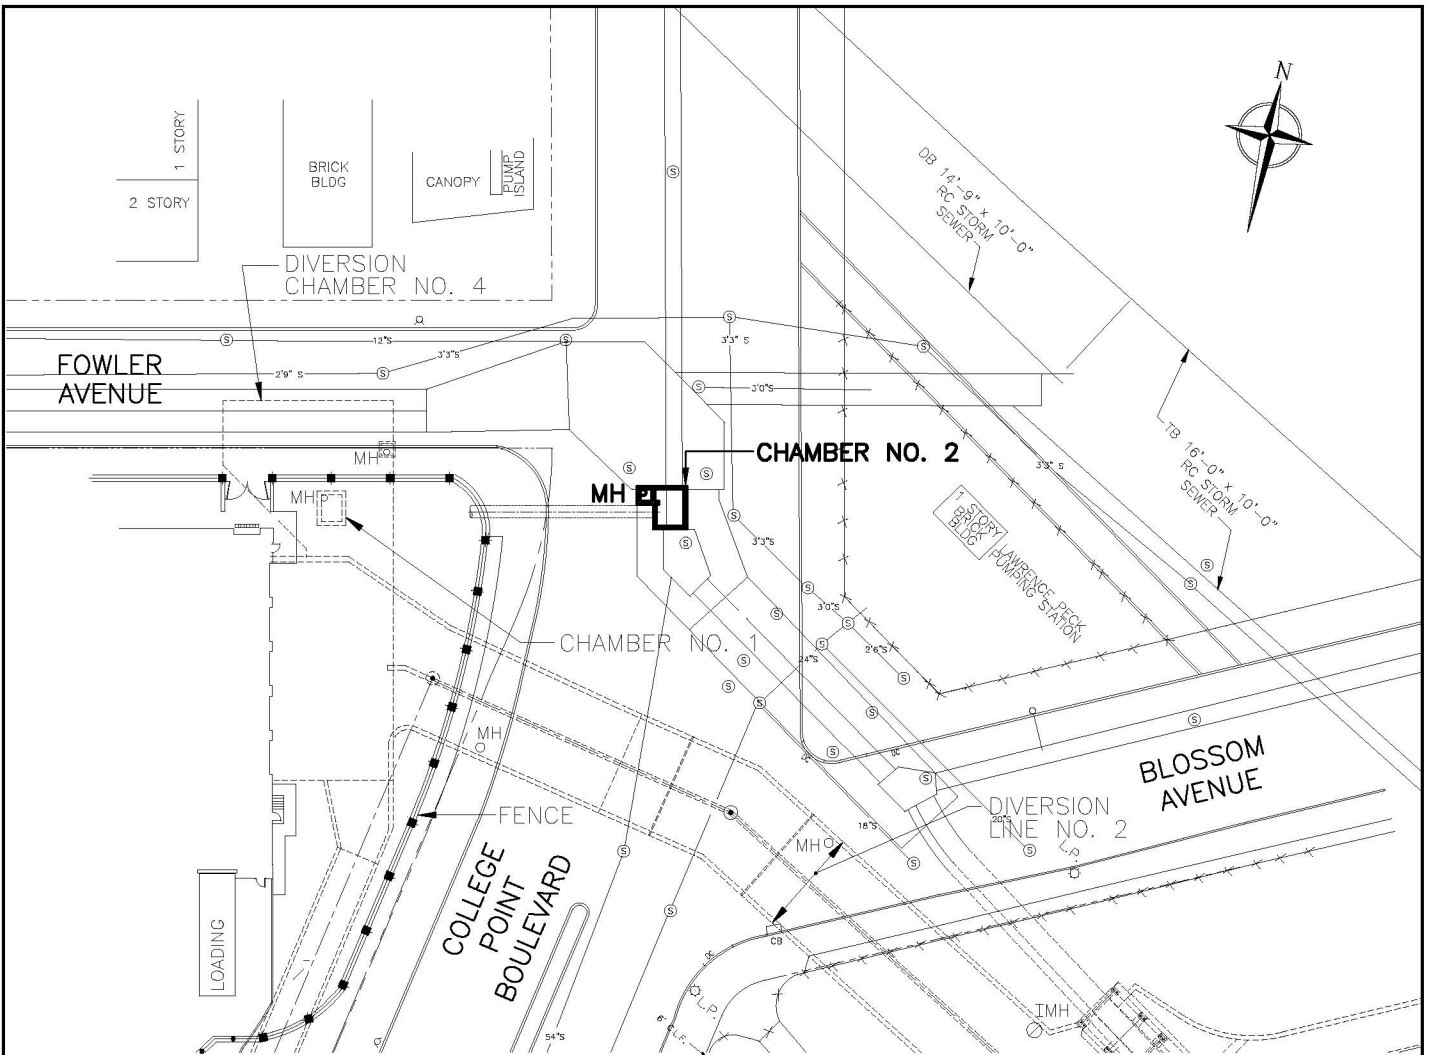 N
1 STORY
2 STORY
BRICK
BLDG
CANOPY
PUMP
ISLAND
DB 14'-9" x 10'-0"
RC STORM
SEWER
DIVERSION
CHAMBER NO. 4
S
S
S
S
S
S
12"S
3'3"S
3'3" S
FOWLER
AVENUE
2'9" S
S
S
3'0"S
TB 16'-0" x 10'-0"
RC STORM
SEWER
MH
CHAMBER NO. 2
S
S
3'3" S
MH
MH
1 STORY
BRICK
BLDG
LAWRENCE PECK
PUMPING STATION
S
S
3'3"S
S
S
S
S
3'0"S
S
CHAMBER NO. 1
S
2'6"S
24"S
S
S
S
S
S
S
S
MH
S
DC
BLOSSOM
AVENUE
S
DIVERSION
LINE NO. 2
20"S
FENCE
18"S
MH
L.P.
S
S
S
COLLEGE
POINT
BOULEVARD
S
CB
LOADING
DC
L.P.
IMH
6' C.L.F.
54"S